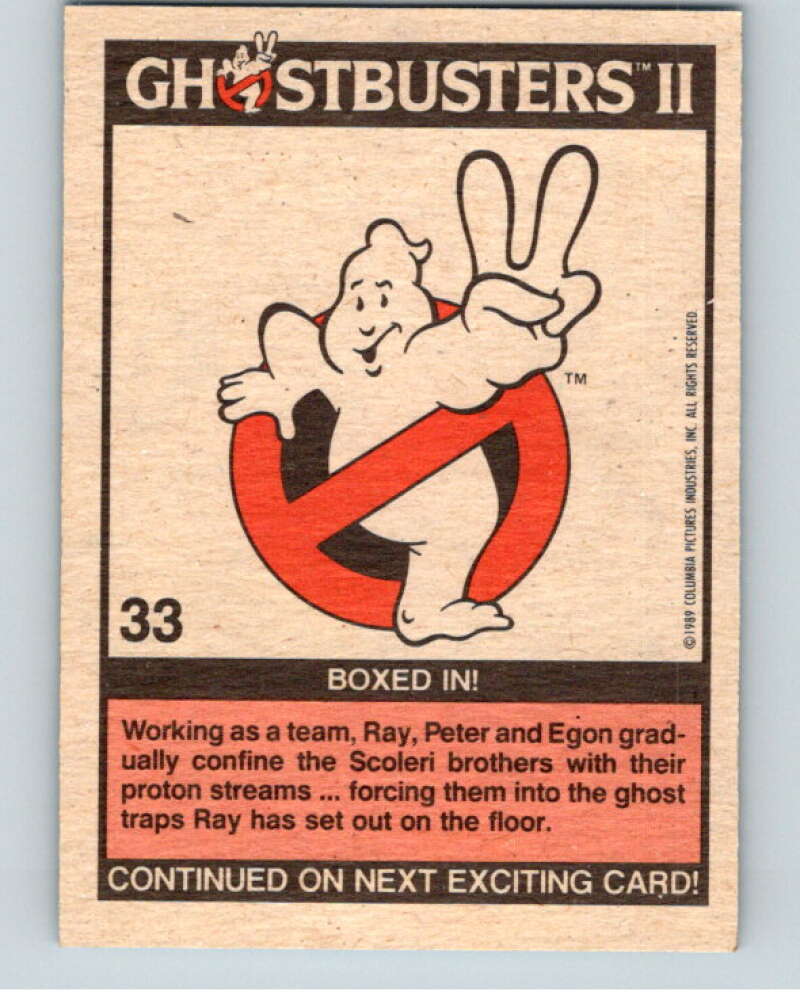 GHOSTBUSTERS™ II
TM
©1989 COLUMBIA PICTURES INDUSTRIES, INC. ALL RIGHTS RESERVED.
33
BOXED IN!
Working as a team, Ray, Peter and Egon grad-
ually confine the Scoleri brothers with their
proton streams ... forcing them into the ghost
traps Ray has set out on the floor.
CONTINUED ON NEXT EXCITING CARD!